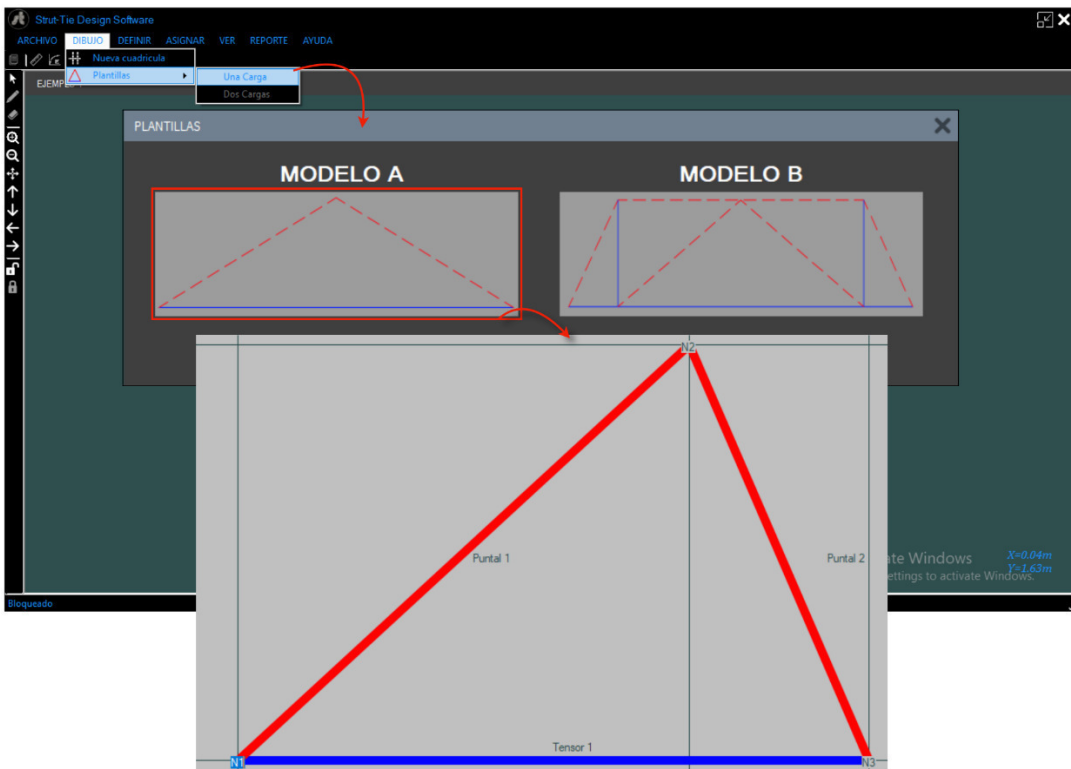 Strut-Tie Design Software
ARCHIVO DIBUJO DEFINIR ASIGNAR VER REPORTE AYUDA
Nueva cuadricula
Plantillas
Una Carga
Dos Cargas
PLANTILLAS
MODELO A
MODELO B
N2
Puntal 1
Puntal 2
Tensor 1
N1
N3
ate Windows
ettings to activate Windows.
X=0.04m
Y=1.63m
Bloqueado